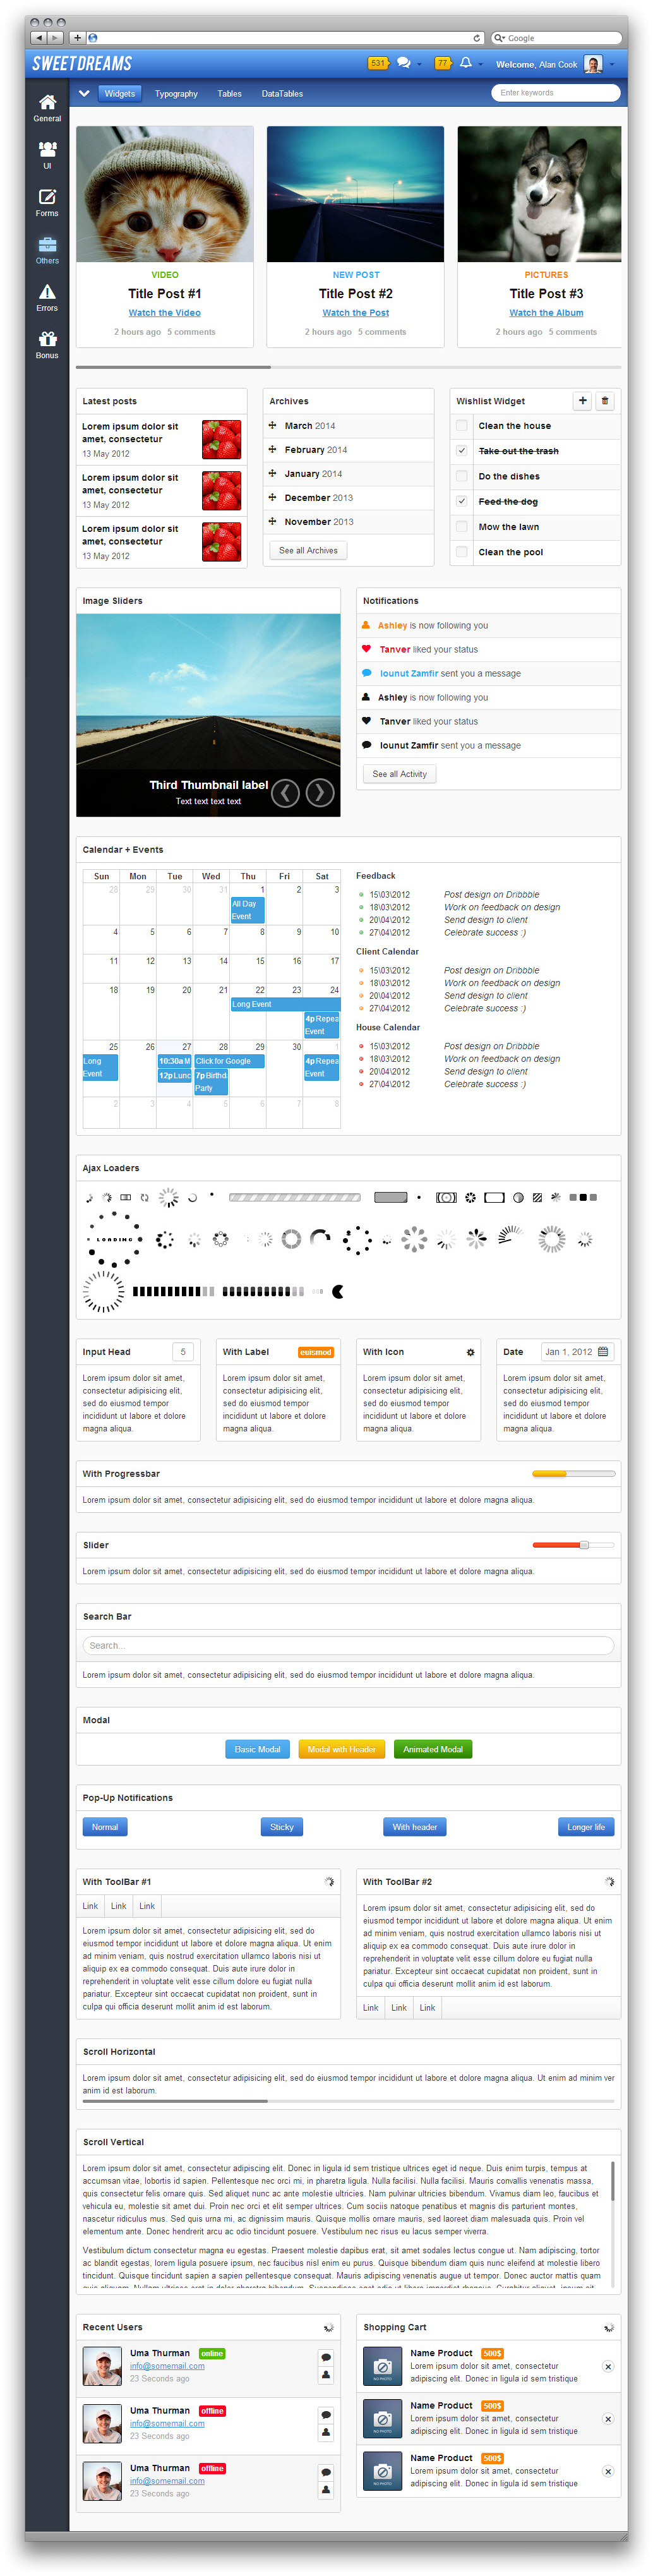 Google
SWEETDREAMS
531
77
Welcome, Alan Cook
General
UI
Forms
Others
Errors
Bonus
Widgets Typography Tables DataTables
Enter keywords
VIDEO
Title Post #1
Watch the Video
2 hours ago 5 comments
NEW POST
Title Post #2
Watch the Post
2 hours ago 5 comments
PICTURES
Title Post #3
Watch the Album
2 hours ago 5 comments
Latest posts
Lorem ipsum dolor sit
amet, consectetur
13 May 2012
Lorem ipsum dolor sit
amet, consectetur
13 May 2012
Lorem ipsum dolor sit
amet, consectetur
13 May 2012
Archives
March 2014
February 2014
January 2014
December 2013
November 2013
See all Archives
Wishlist Widget
Clean the house
Take out the trash
Do the dishes
Feed the dog
Mow the lawn
Clean the pool
Image Sliders
Third Thumbnail label
Text text text text
Notifications
Ashley is now following you
Tanver liked your status
Iounut Zamfir sent you a message
Ashley is now following you
Tanver liked your status
Iounut Zamfir sent you a message
See all Activity
Calendar + Events
Sun Mon Tue Wed Thu Fri Sat
28 29 30 31 1 2 3
All Day
Event
4 5 6 7 8 9 10
11 12 13 14 15 16 17
18 19 20 21 22 23 24
Long Event
4p Repea
Event
25 26 27 28 29 30 1
Long
Event
10:30a M
12p Lunc
Click for Google
7p Birthd
Party
4p Repea
Event
2 3 4 5 6 7 8
Feedback
15\03\2012 Post design on Dribbble
18\03\2012 Work on feedback on design
20\04\2012 Send design to client
27\04\2012 Celebrate success :)
Client Calendar
15\03\2012 Post design on Dribbble
18\03\2012 Work on feedback on design
20\04\2012 Send design to client
27\04\2012 Celebrate success :)
House Calendar
15\03\2012 Post design on Dribbble
18\03\2012 Work on feedback on design
20\04\2012 Send design to client
27\04\2012 Celebrate success :)
Ajax Loaders
LOADING
Input Head 5
Lorem ipsum dolor sit amet,
consectetur adipisicing elit,
sed do eiusmod tempor
incididunt ut labore et dolore
magna aliqua.
With Label euismod
Lorem ipsum dolor sit amet,
consectetur adipisicing elit,
sed do eiusmod tempor
incididunt ut labore et dolore
magna aliqua.
With Icon
Lorem ipsum dolor sit amet,
consectetur adipisicing elit,
sed do eiusmod tempor
incididunt ut labore et dolore
magna aliqua.
Date Jan 1, 2012
Lorem ipsum dolor sit amet,
consectetur adipisicing elit,
sed do eiusmod tempor
incididunt ut labore et dolore
magna aliqua.
With Progressbar
Lorem ipsum dolor sit amet, consectetur adipisicing elit, sed do eiusmod tempor incididunt ut labore et dolore magna aliqua.
Slider
Lorem ipsum dolor sit amet, consectetur adipisicing elit, sed do eiusmod tempor incididunt ut labore et dolore magna aliqua.
Search Bar
Search...
Lorem ipsum dolor sit amet, consectetur adipisicing elit, sed do eiusmod tempor incididunt ut labore et dolore magna aliqua.
Modal
Basic Modal Modal with Header Animated Modal
Pop-Up Notifications
Normal Sticky With header Longer life
With ToolBar #1
Link Link Link
Lorem ipsum dolor sit amet, consectetur adipisicing elit, sed do
eiusmod tempor incididunt ut labore et dolore magna aliqua. Ut enim
ad minim veniam, quis nostrud exercitation ullamco laboris nisi ut
aliquip ex ea commodo consequat. Duis aute irure dolor in
reprehenderit in voluptate velit esse cillum dolore eu fugiat nulla
pariatur. Excepteur sint occaecat cupidatat non proident, sunt in
culpa qui officia deserunt mollit anim id est laborum.
With ToolBar #2
Lorem ipsum dolor sit amet, consectetur adipisicing elit, sed do
eiusmod tempor incididunt ut labore et dolore magna aliqua. Ut enim
ad minim veniam, quis nostrud exercitation ullamco laboris nisi ut
aliquip ex ea commodo consequat. Duis aute irure dolor in
reprehenderit in voluptate velit esse cillum dolore eu fugiat nulla
pariatur. Excepteur sint occaecat cupidatat non proident, sunt in
culpa qui officia deserunt mollit anim id est laborum.
Link Link Link
Scroll Horizontal
Lorem ipsum dolor sit amet, consectetur adipisicing elit, sed do eiusmod tempor incididunt ut labore et dolore magna aliqua. Ut enim ad minim ver
anim id est laborum.
Scroll Vertical
Lorem ipsum dolor sit amet, consectetur adipiscing elit. Donec in ligula id sem tristique ultrices eget id neque. Duis enim turpis, tempus at
accumsan vitae, lobortis id sapien. Pellentesque nec orci mi, in pharetra ligula. Nulla facilisi. Nulla facilisi. Mauris convallis venenatis massa,
quis consectetur felis ornare quis. Sed aliquet nunc ac ante molestie ultricies. Nam pulvinar ultricies bibendum. Vivamus diam leo, faucibus et
vehicula eu, molestie sit amet dui. Proin nec orci et elit semper ultrices. Cum sociis natoque penatibus et magnis dis parturient montes,
nascetur ridiculus mus. Sed quis urna mi, ac dignissim mauris. Quisque mollis ornare mauris, sed laoreet diam malesuada quis. Proin vel
elementum ante. Donec hendrerit arcu ac odio tincidunt posuere. Vestibulum nec risus eu lacus semper viverra.
Vestibulum dictum consectetur magna eu egestas. Praesent molestie dapibus erat, sit amet sodales lectus congue ut. Nam adipiscing, tortor
ac blandit egestas, lorem ligula posuere ipsum, nec faucibus nisl enim eu purus. Quisque bibendum diam quis nunc eleifend at molestie libero
tincidunt. Quisque tincidunt sapien a sapien pellentesque consequat. Mauris adipiscing venenatis augue ut tempor. Donec auctor mattis quam
Recent Users
Uma Thurman online
info@somemail.com
23 Seconds ago
Uma Thurman offline
info@somemail.com
23 Seconds ago
Uma Thurman offline
info@somemail.com
23 Seconds ago
Shopping Cart
NO PHOTO
Name Product 500$
Lorem ipsum dolor sit amet, consectetur
adipiscing elit. Donec in ligula id sem tristique
NO PHOTO
Name Product 500$
Lorem ipsum dolor sit amet, consectetur
adipiscing elit. Donec in ligula id sem tristique
NO PHOTO
Name Product 500$
Lorem ipsum dolor sit amet, consectetur
adipiscing elit. Donec in ligula id sem tristique